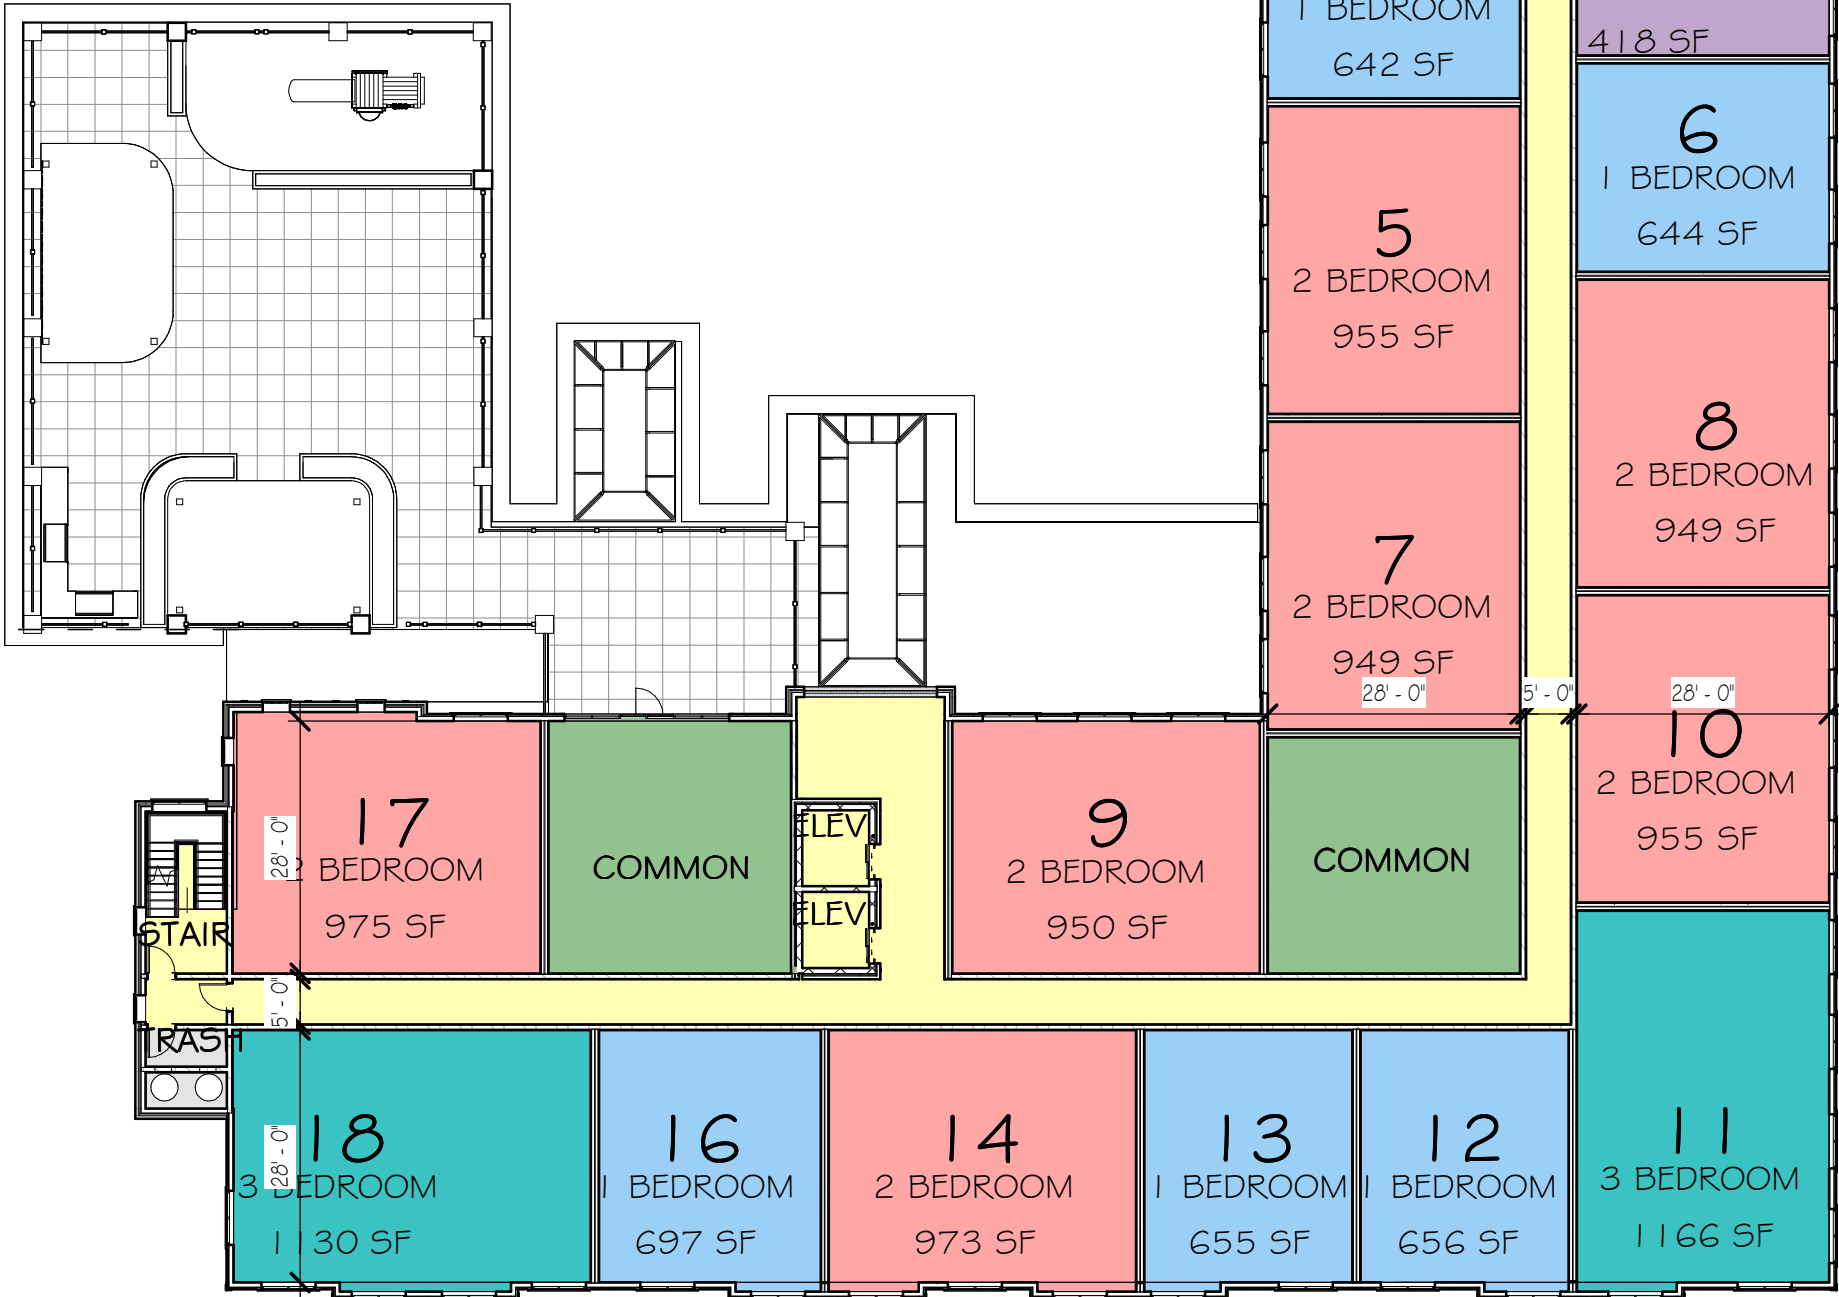 1 BEDROOM
642 SF
418 SF
6
1 BEDROOM
644 SF
5
2 BEDROOM
955 SF
8
2 BEDROOM
949 SF
7
2 BEDROOM
949 SF
28' - 0"
5' - 0"
28' - 0"
10
2 BEDROOM
955 SF
17
2 BEDROOM
975 SF
28' - 0"
COMMON
ELEV.
ELEV.
9
2 BEDROOM
950 SF
COMMON
STAIR
5' - 0"
TRASH
18
3 BEDROOM
1130 SF
28' - 0"
16
1 BEDROOM
697 SF
14
2 BEDROOM
973 SF
13
1 BEDROOM
655 SF
12
1 BEDROOM
656 SF
11
3 BEDROOM
1166 SF